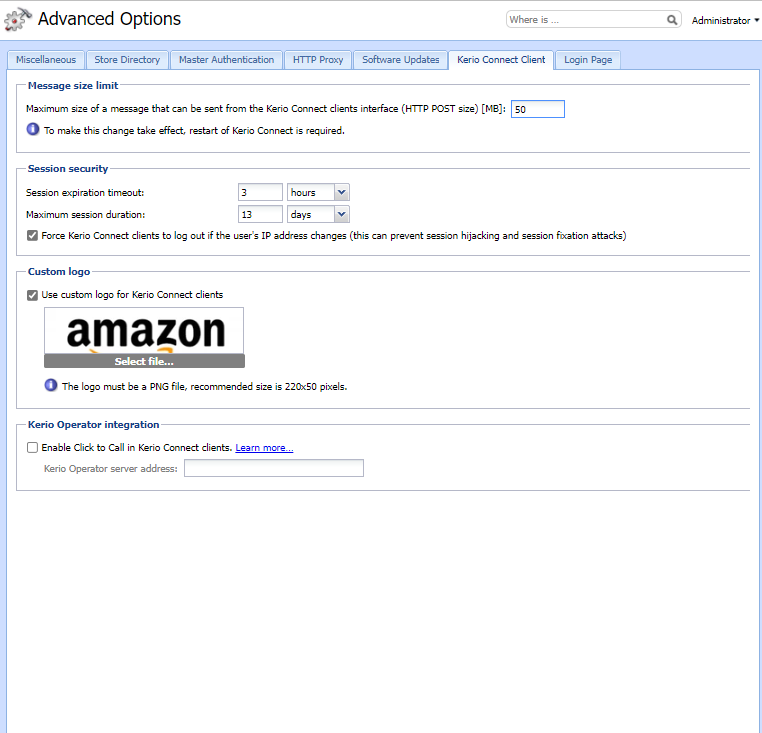 Advanced Options
Where is ...
Administrator
Miscellaneous
Store Directory
Master Authentication
HTTP Proxy
Software Updates
Kerio Connect Client
Login Page
Message size limit
Maximum size of a message that can be sent from the Kerio Connect clients interface (HTTP POST size) [MB]: 50
To make this change take effect, restart of Kerio Connect is required.
Session security
Session expiration timeout: 3 hours
Maximum session duration: 13 days
Force Kerio Connect clients to log out if the user's IP address changes (this can prevent session hijacking and session fixation attacks)
Custom logo
Use custom logo for Kerio Connect clients
amazon
Select file...
The logo must be a PNG file, recommended size is 220x50 pixels.
Kerio Operator integration
Enable Click to Call in Kerio Connect clients. Learn more...
Kerio Operator server address: